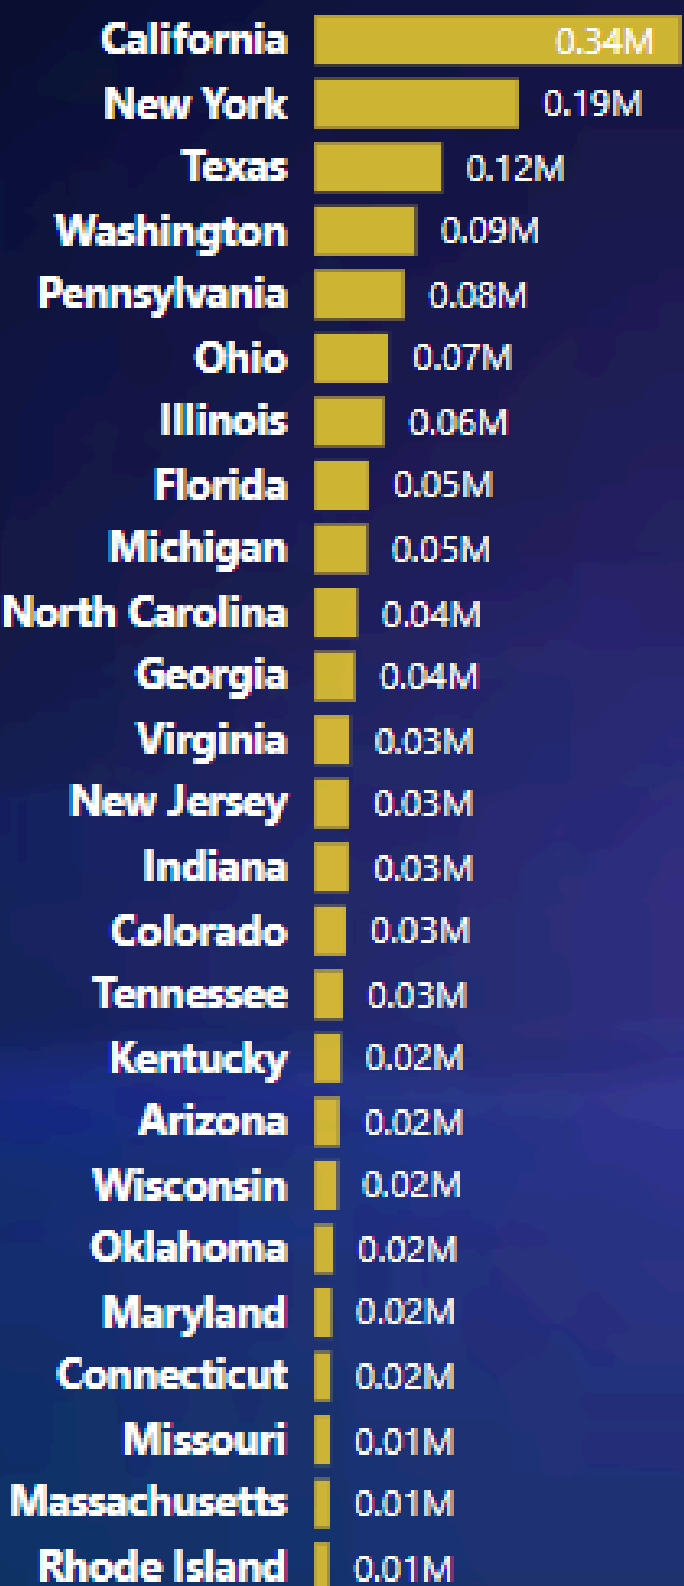 California 0.34M
New York 0.19M
Texas 0.12M
Washington 0.09M
Pennsylvania 0.08M
Ohio 0.07M
Illinois 0.06M
Florida 0.05M
Michigan 0.05M
North Carolina 0.04M
Georgia 0.04M
Virginia 0.03M
New Jersey 0.03M
Indiana 0.03M
Colorado 0.03M
Tennessee 0.03M
Kentucky 0.02M
Arizona 0.02M
Wisconsin 0.02M
Oklahoma 0.02M
Maryland 0.02M
Connecticut 0.02M
Missouri 0.01M
Massachusetts 0.01M
Rhode Island 0.01M